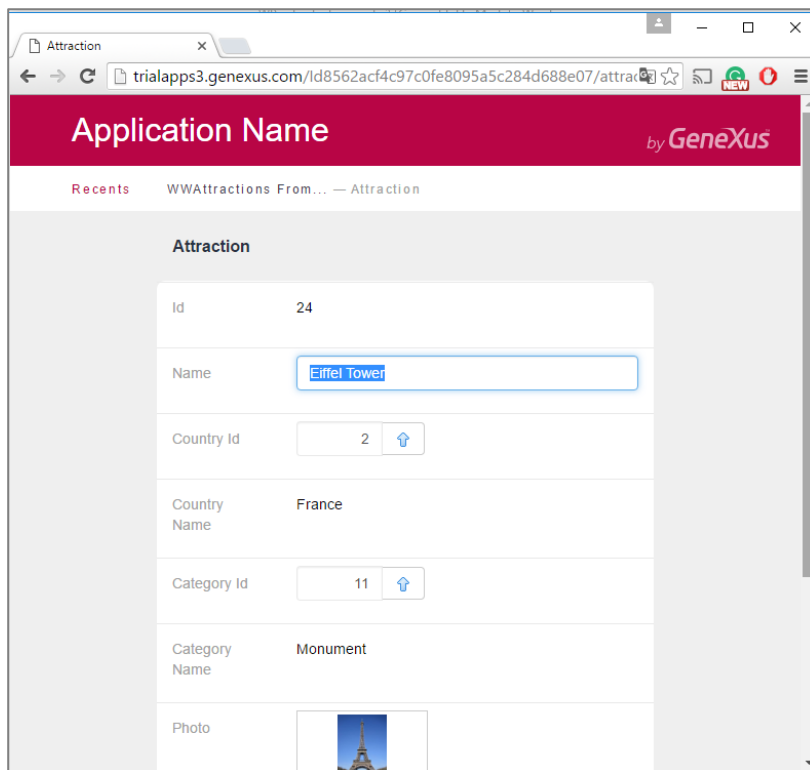 Attraction
trialapps3.genexus.com/Id8562acf4c97c0fe8095a5c284d688e07/attrac
NEW
Application Name
by GeneXus
Recents WWAttractions From... — Attraction
Attraction
Id 24
Name Eiffel Tower
Country Id 2
Country
Name
France
Category Id 11
Category
Name
Monument
Photo